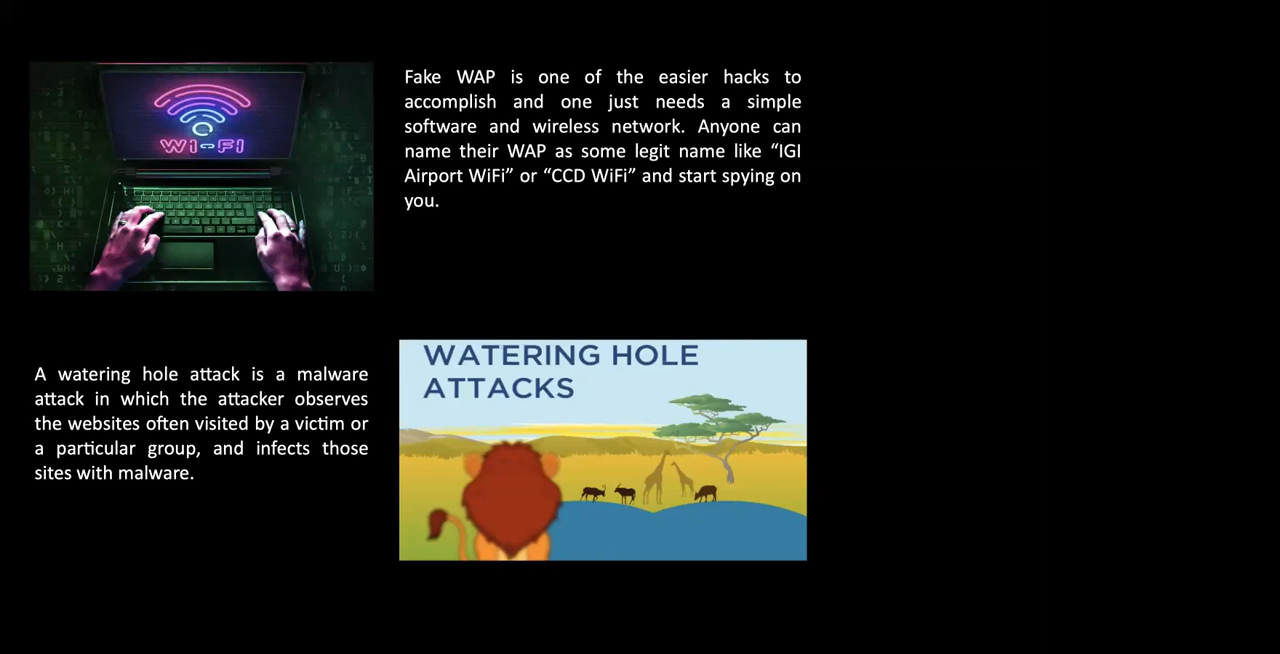 WI-FI
Fake WAP is one of the easier hacks to
accomplish and one just needs a simple
software and wireless network. Anyone can
name their WAP as some legit name like “IGI
Airport WiFi” or “CCD WiFi” and start spying on
you.
A watering hole attack is a malware
attack in which the attacker observes
the websites often visited by a victim or
a particular group, and infects those
sites with malware.
WATERING HOLE
ATTACKS